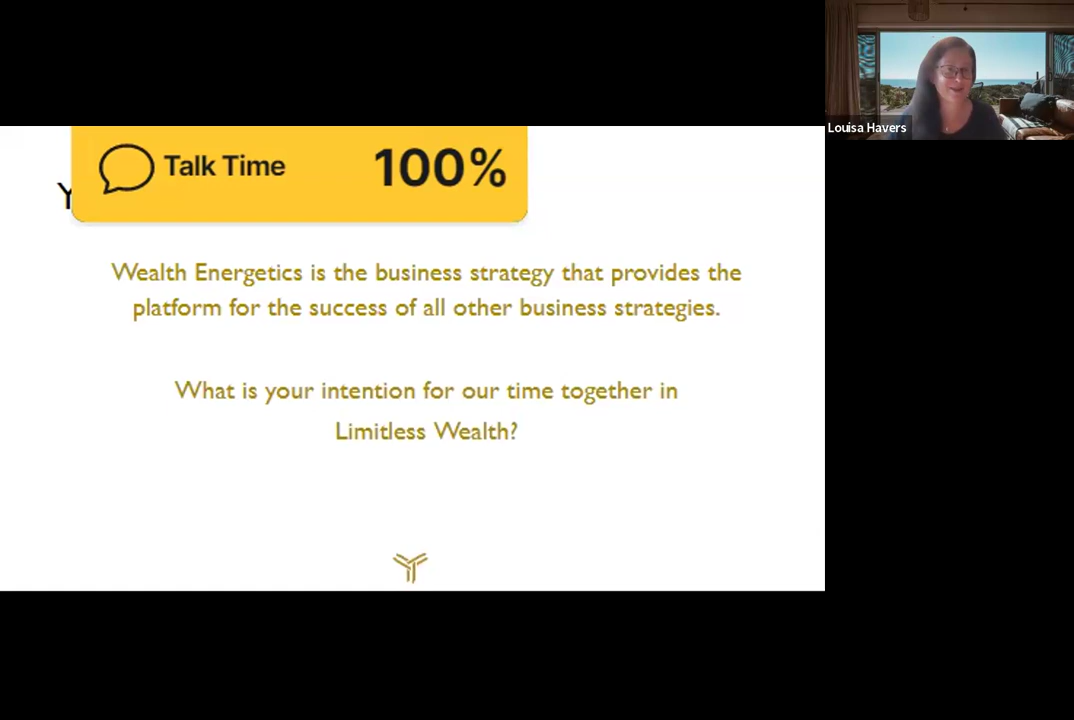 Louisa Havers
Talk Time 100%
Y
Wealth Energetics is the business strategy that provides the
platform for the success of all other business strategies.
What is your intention for our time together in
Limitless Wealth?